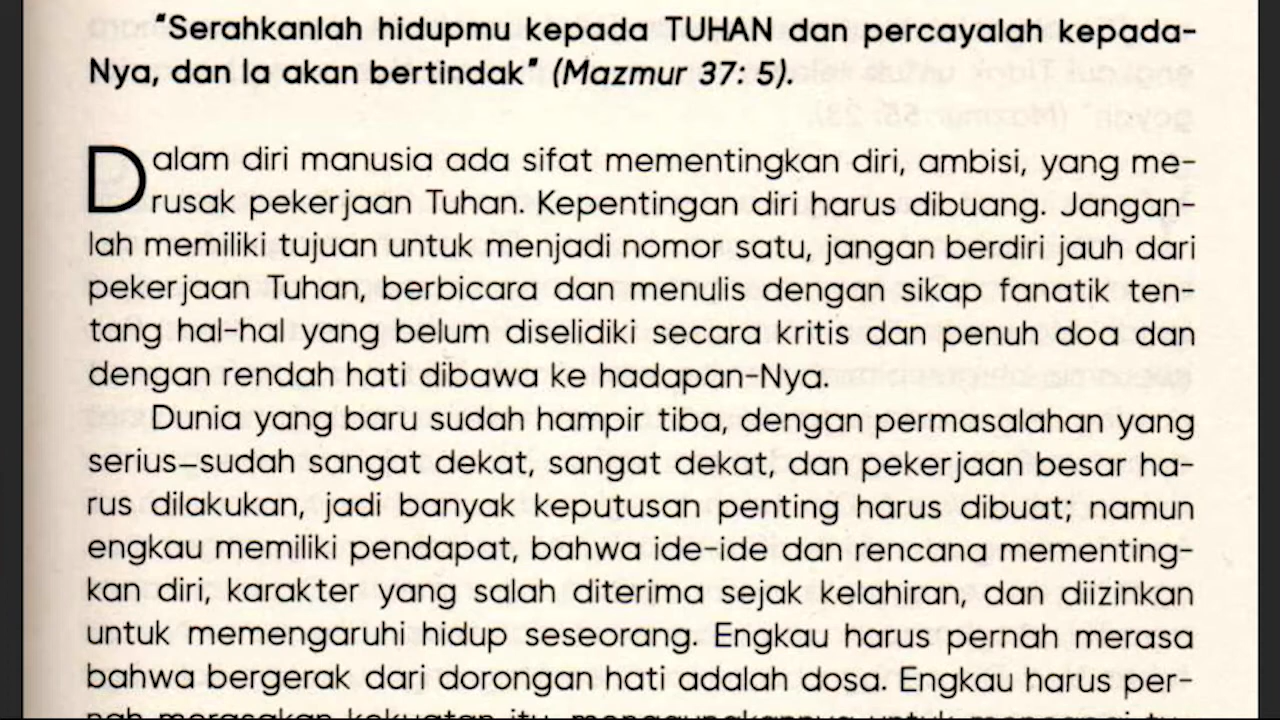 "Serahkanlah hidupmu kepada TUHAN dan percayalah kepada-
Nya, dan Ia akan bertindak" (Mazmur 37: 5).
Dalam diri manusia ada sifat mementingkan diri, ambisi, yang me-
rusak pekerjaan Tuhan. Kepentingan diri harus dibuang. Jangan-
lah memiliki tujuan untuk menjadi nomor satu, jangan berdiri jauh dari
pekerjaan Tuhan, berbicara dan menulis dengan sikap fanatik ten-
tang hal-hal yang belum diselidiki secara kritis dan penuh doa dan
dengan rendah hati dibawa ke hadapan-Nya.
Dunia yang baru sudah hampir tiba, dengan permasalahan yang
serius—sudah sangat dekat, sangat dekat, dan pekerjaan besar ha-
rus dilakukan, jadi banyak keputusan penting harus dibuat; namun
engkau memiliki pendapat, bahwa ide-ide dan rencana mementing-
kan diri, karakter yang salah diterima sejak kelahiran, dan diizinkan
untuk memengaruhi hidup seseorang. Engkau harus pernah merasa
bahwa bergerak dari dorongan hati adalah dosa. Engkau harus per-
nah merasakan kekuatan itu, menggunakannya untuk